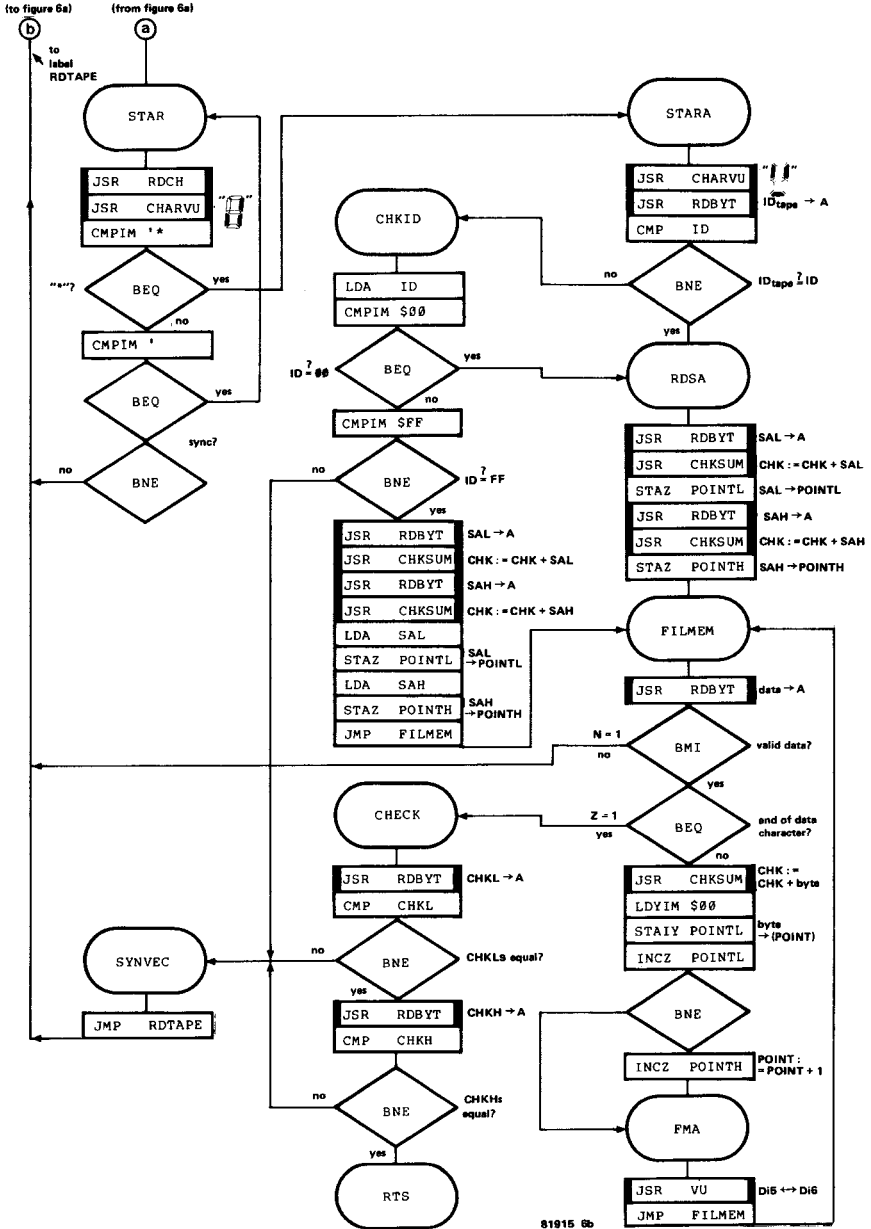 (to figure 6a)
(from figure 6a)
b
a
to
label
RDTAPE
STAR
JSR RDCH
JSR CHARVU
CMPIM '*
"*"?
BEQ
yes
no
CMPIM '
BEQ
yes
sync?
no
BNE
STARA
JSR CHARVU
JSR RDBYT
IDtape → A
CMP ID
no
BNE
IDtape ?= ID
yes
CHKID
LDA ID
CMPIM $00
ID ?= 00
BEQ
yes
no
CMPIM $FF
no
BNE
ID ?= FF
yes
JSR RDBYT
SAL → A
JSR CHKSUM
CHK := CHK + SAL
JSR RDBYT
SAH → A
JSR CHKSUM
CHK := CHK + SAH
LDA SAL
STAZ POINTL
SAL
→ POINTL
LDA SAH
STAZ POINTH
SAH
→ POINTH
JMP FILMEM
RDSA
JSR RDBYT
SAL → A
JSR CHKSUM
CHK := CHK + SAL
STAZ POINTL
SAL → POINTL
JSR RDBYT
SAH → A
JSR CHKSUM
CHK := CHK + SAH
STAZ POINTH
SAH → POINTH
FILMEM
JSR RDBYT
data → A
N = 1
no
BMI
valid data?
yes
Z = 1
yes
BEQ
end of data
character?
no
JSR CHKSUM
CHK :=
CHK + byte
LDYIM $00
STAIY POINTL
byte
→ (POINT)
INCZ POINTL
BNE
INCZ POINTH
POINT :
= POINT + 1
FMA
JSR VU
Di5 ↔ Di6
JMP FILMEM
CHECK
JSR RDBYT
CHKL → A
CMP CHKL
no
BNE
CHKLs equal?
yes
JSR RDBYT
CHKH → A
CMP CHKH
no
BNE
CHKHs
equal?
yes
RTS
SYNVEC
JMP RDTAPE
81915 6b